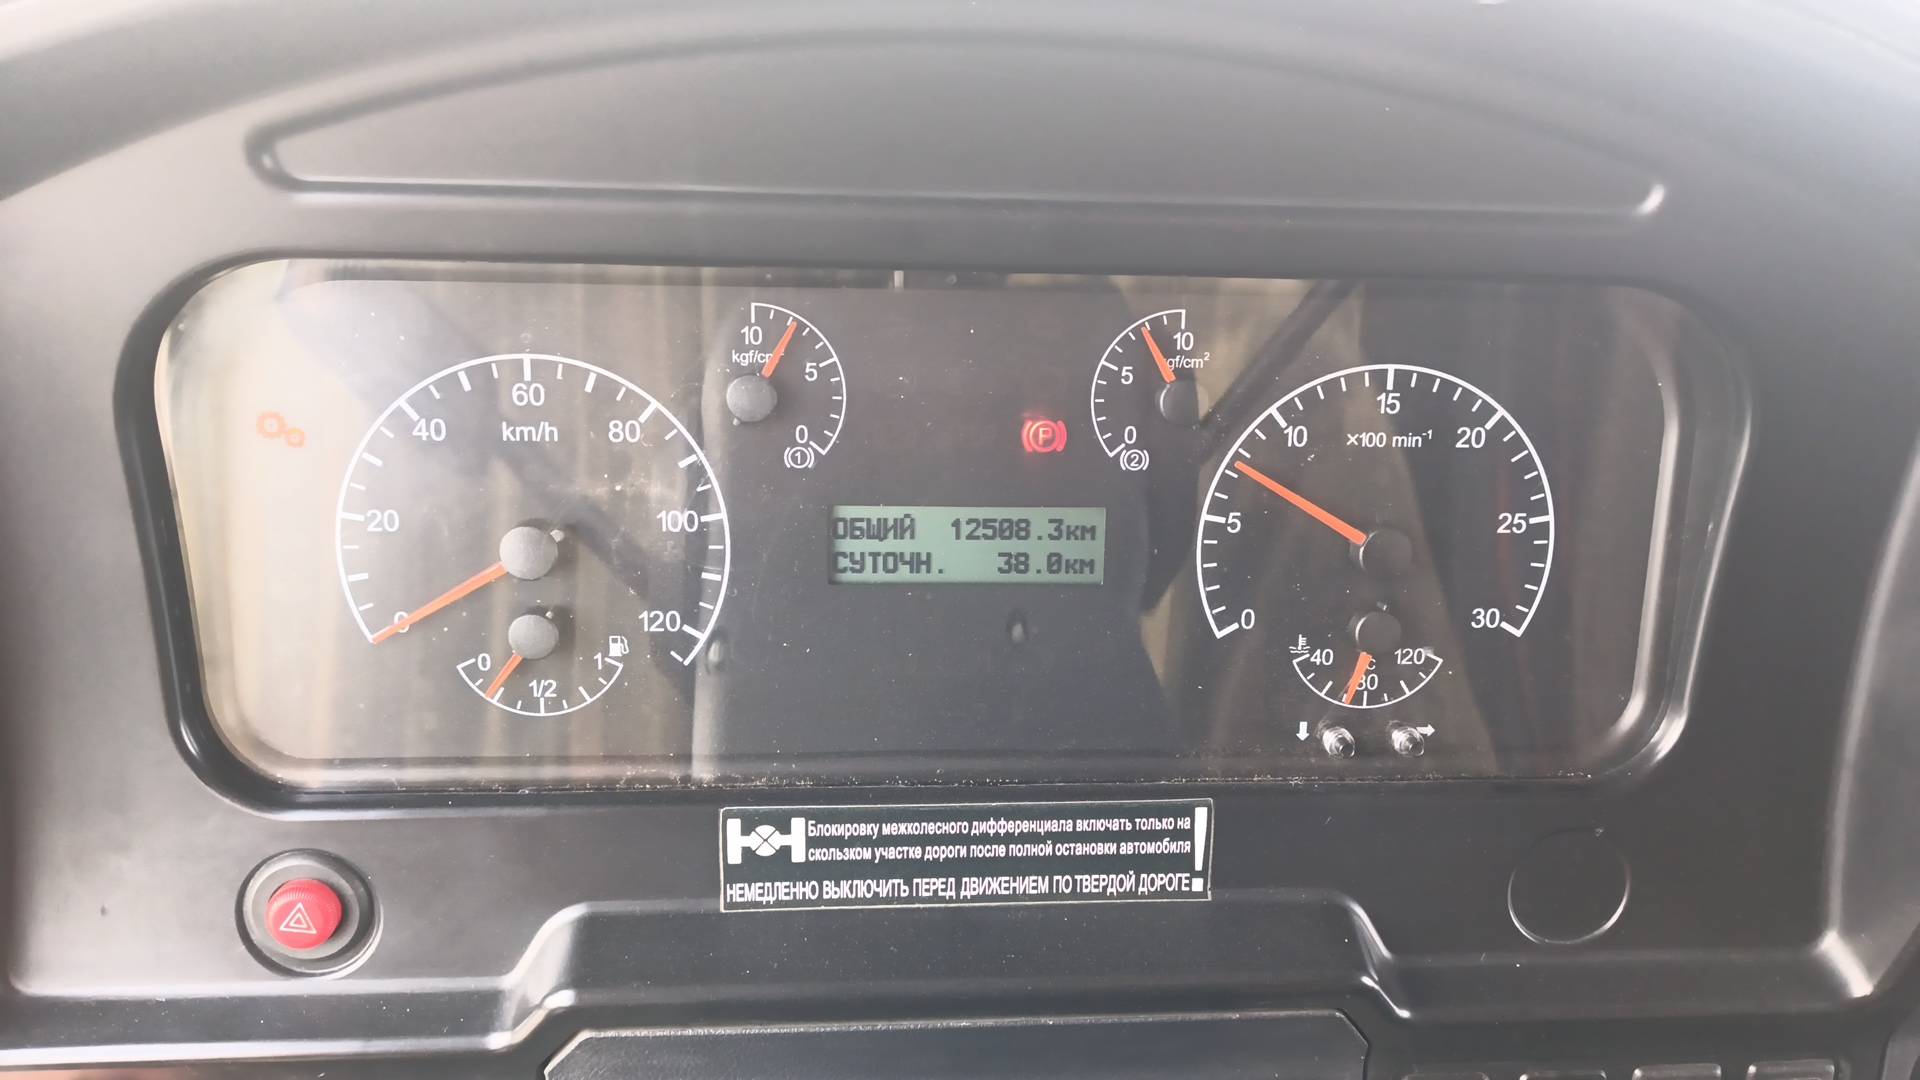 60
40
km/h
80
20
100
0
120
0
1/2
1
10
kgf/cm²
5
0
1
P
ОБЩИЙ 12508.3км
СУТОЧН. 38.0км
10
kgf/cm²
5
0
2
15
10
×100 min⁻¹
20
5
25
0
30
40
°C
120
80
Блокировку межколесного дифференциала включать только на
скользком участке дороги после полной остановки автомобиля
НЕМЕДЛЕННО ВЫКЛЮЧИТЬ ПЕРЕД ДВИЖЕНИЕМ ПО ТВЕРДОЙ ДОРОГЕ!